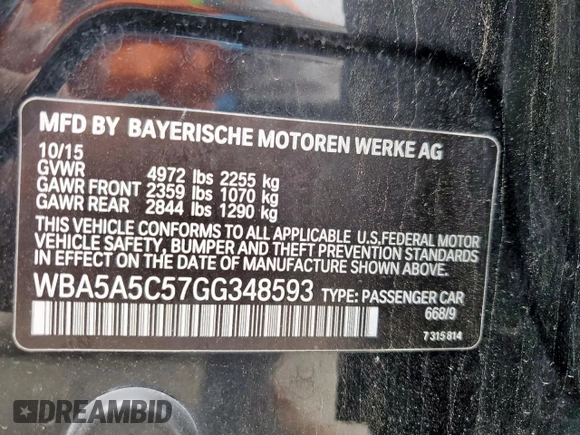 MFD BY BAYERISCHE MOTOREN WERKE AG
10/15
GVWR 4972 lbs 2255 kg
GAWR FRONT 2359 lbs 1070 kg
GAWR REAR 2844 lbs 1290 kg
THIS VEHICLE CONFORMS TO ALL APPLICABLE U.S.FEDERAL MOTOR
VEHICLE SAFETY, BUMPER AND THEFT PREVENTION STANDARDS
IN EFFECT ON THE DATE OF MANUFACTURE SHOWN ABOVE.
WBA5A5C57GG348593 TYPE: PASSENGER CAR
668/9
7 315 814
DREAMBID